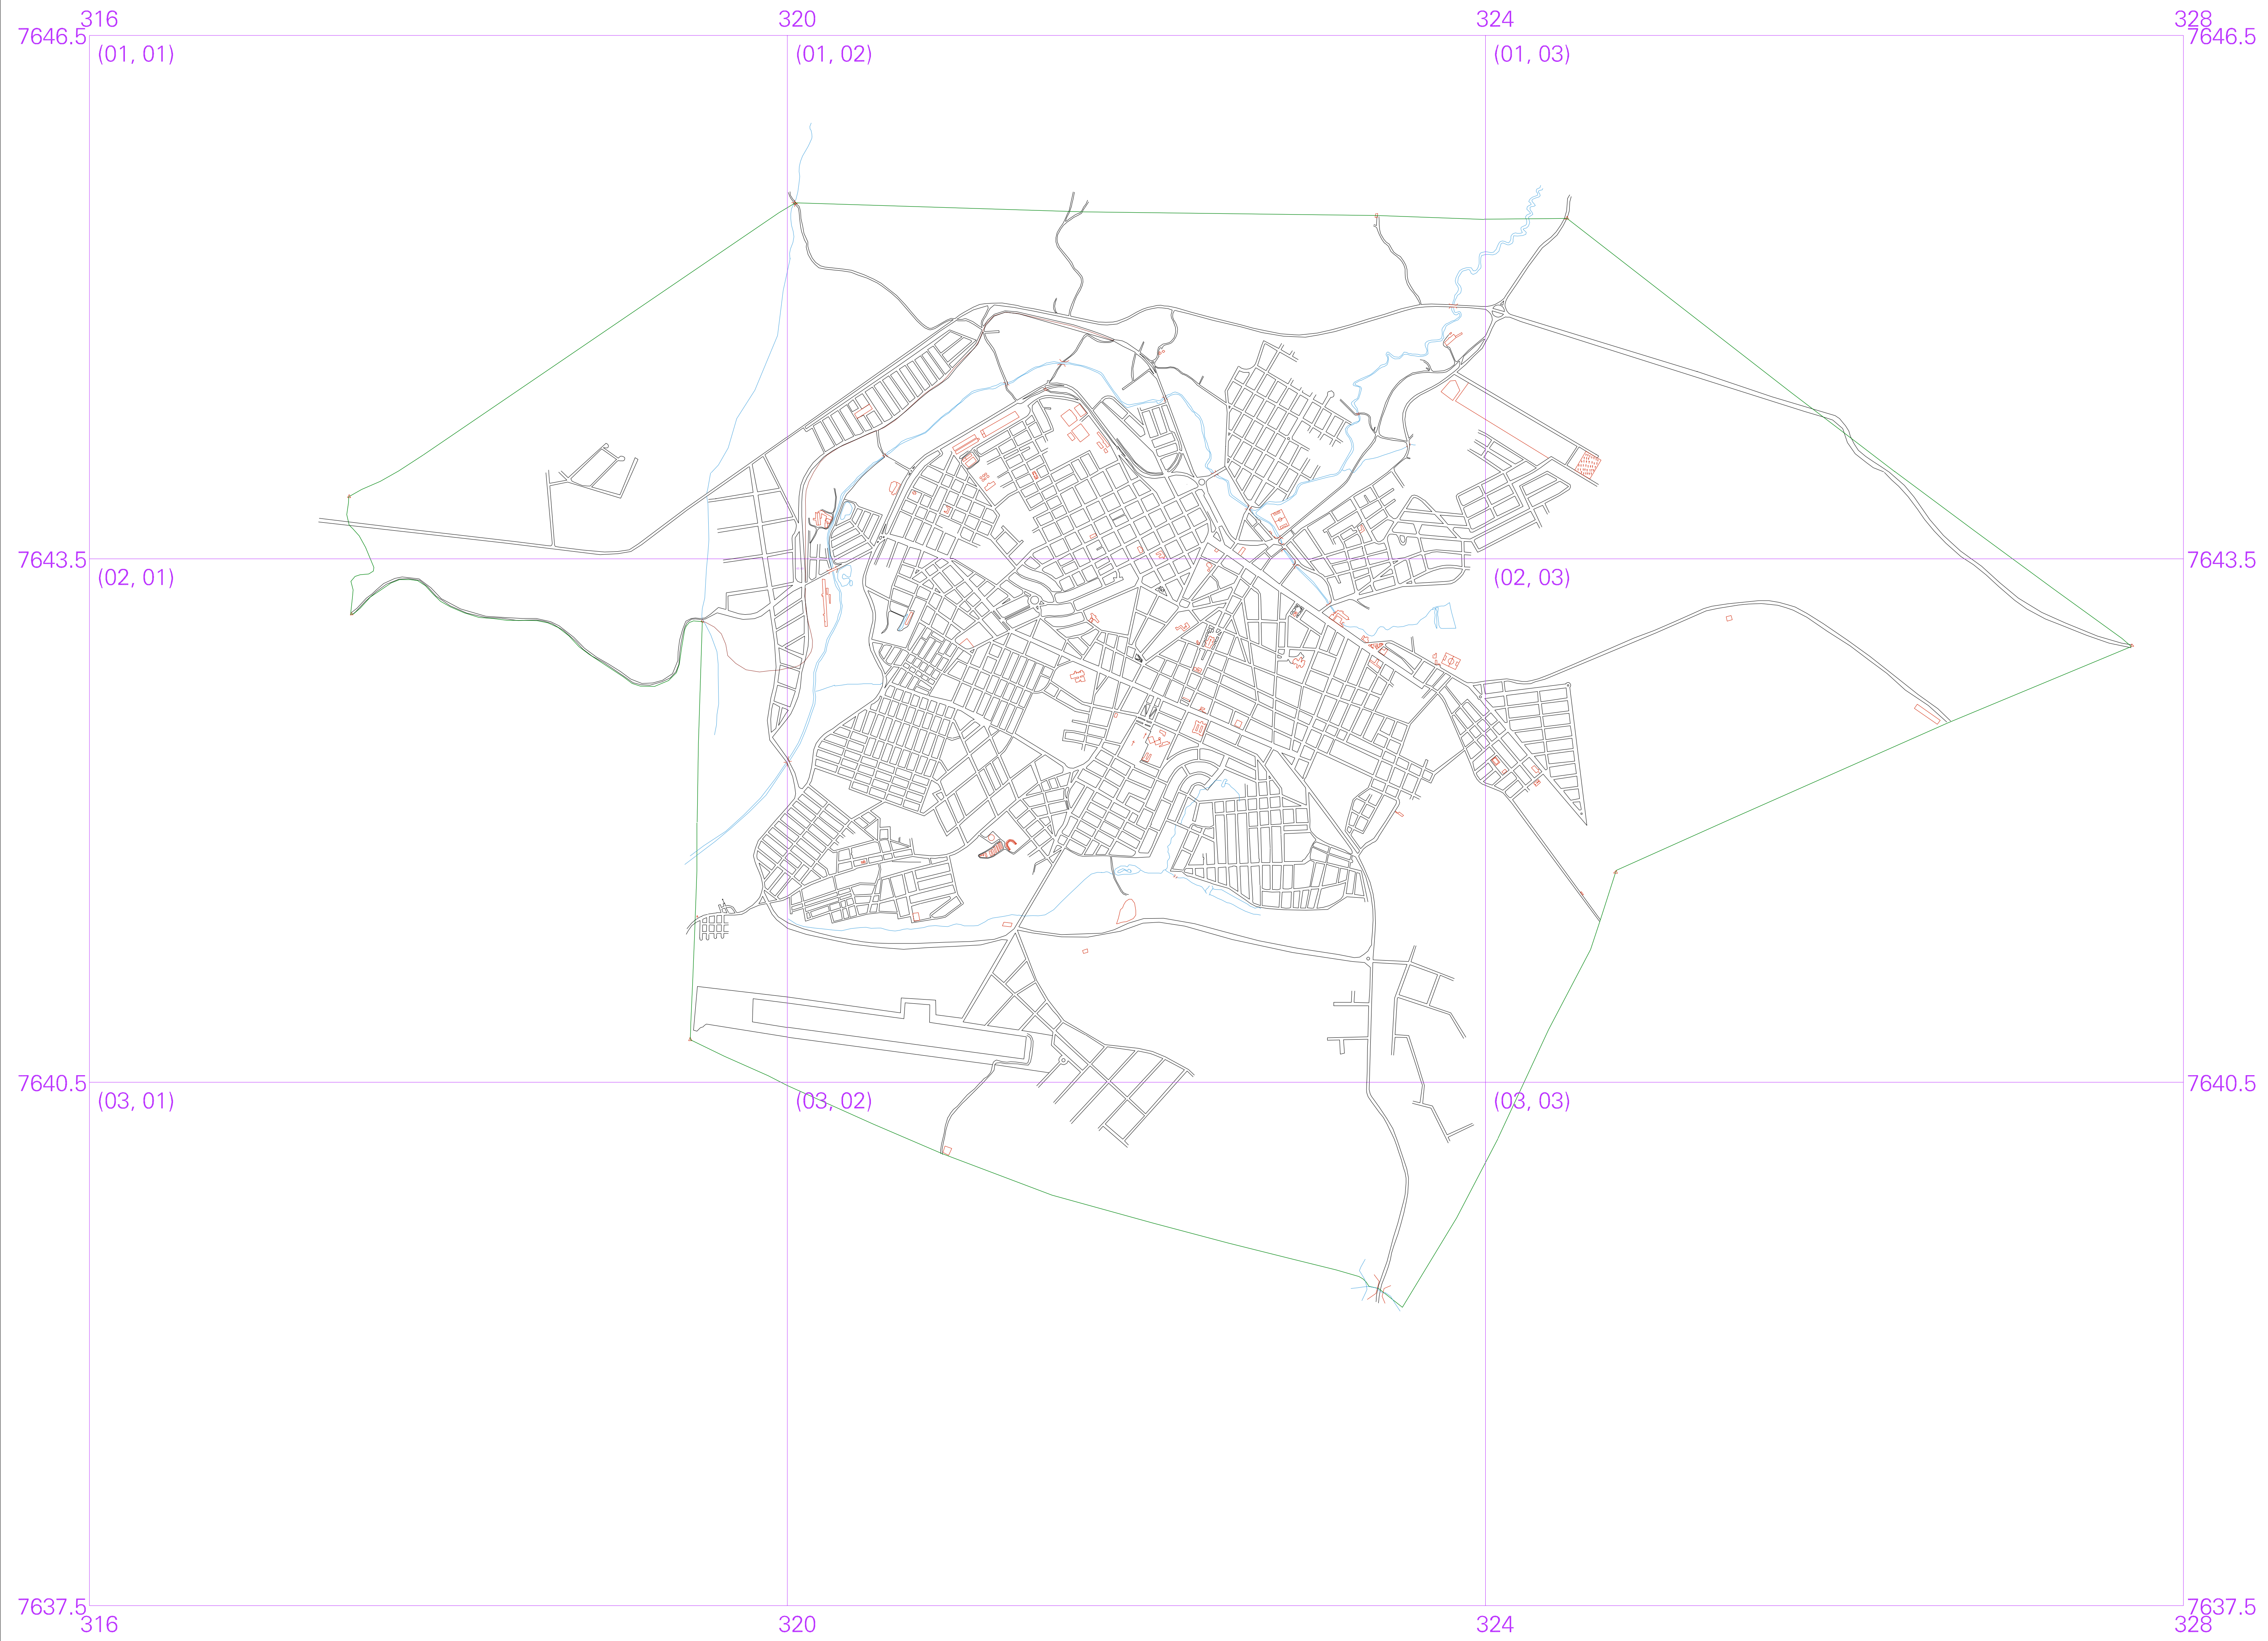 316 320 324 328
7646.5 7646.5
(01, 01) (01, 02) (01, 03)
7643.5 7643.5
(02, 01) (02, 03)
7640.5 7640.5
(03, 01) (03, 02) (03, 03)
7637.5 7637.5
316 320 324 328